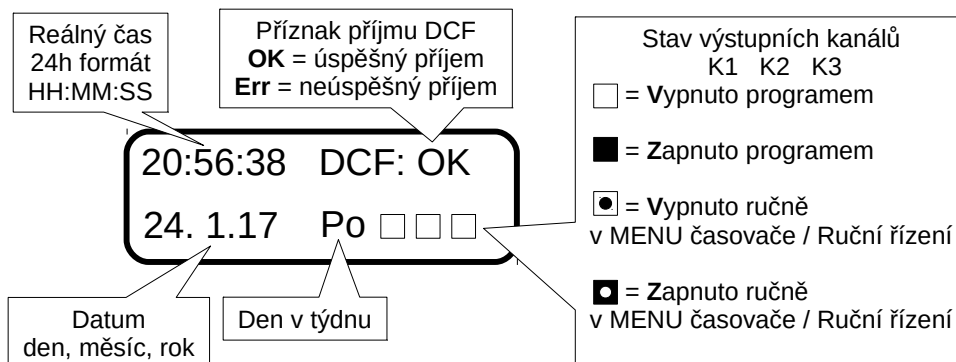 Reálný čas
24h formát
HH:MM:SS
Příznak příjmu DCF
OK = úspěšný příjem
Err = neúspěšný příjem
20:56:38 DCF: OK
24. 1.17 Po □ □ □
Datum
den, měsíc, rok
Den v týdnu
Stav výstupních kanálů
K1 K2 K3
□ = Vypnuto programem
■ = Zapnuto programem
= Vypnuto ručně
v MENU časovače / Ruční řízení
= Zapnuto ručně
v MENU časovače / Ruční řízení